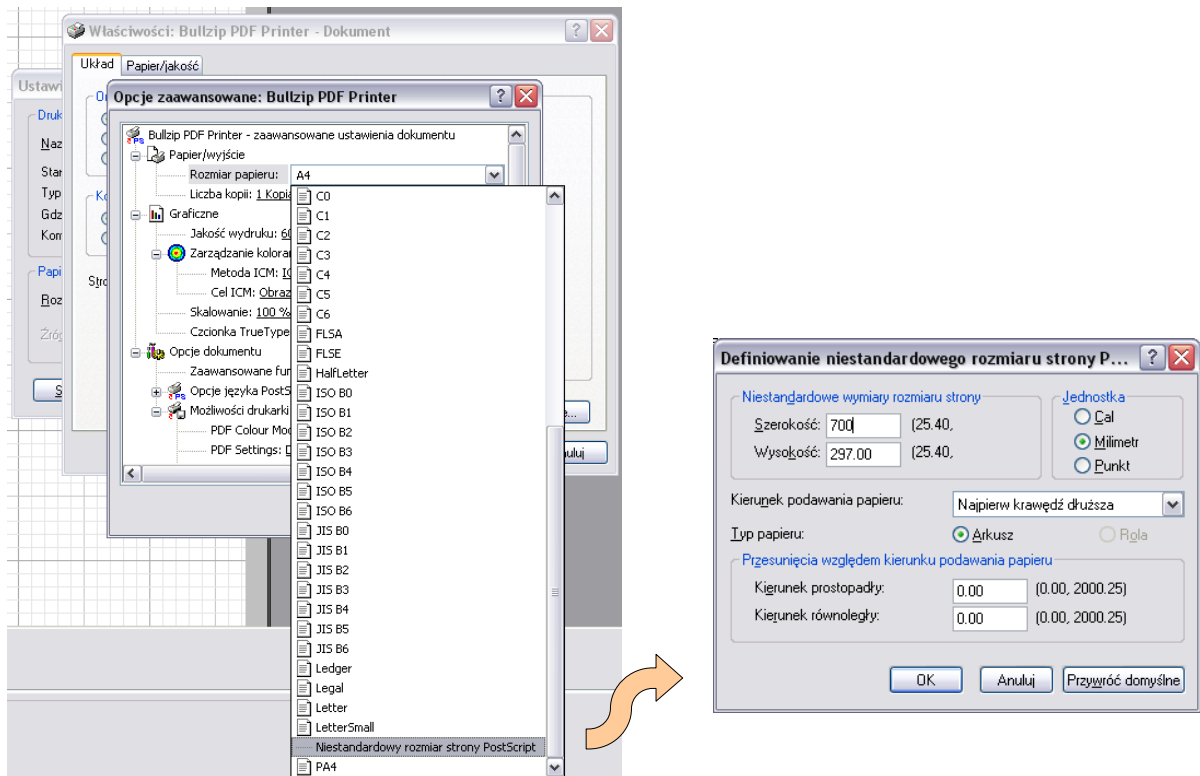 Właściwości: Bullzip PDF Printer - Dokument
Układ
Papier/jakość
Opcje zaawansowane: Bullzip PDF Printer
Bullzip PDF Printer - zaawansowane ustawienia dokumentu
Papier/wyjście
Rozmiar papieru: A4
Liczba kopii: 1 Kopia
Graficzne
Jakość wydruku:
Zarządzanie
Metoda ICM:
Cel ICM: Obraz
Skalowanie: 100 %
Czcionka TrueType
Opcje dokumentu
Zaawansowane
Opcje języka
Możliwości drukarki
PDF Colour
PDF Settings:
C0
C1
C2
C3
C4
C5
C6
FLSA
FLSE
HalfLetter
ISO B0
ISO B1
ISO B2
ISO B3
ISO B4
ISO B5
ISO B6
JIS B0
JIS B1
JIS B2
JIS B3
JIS B4
JIS B5
JIS B6
Ledger
Legal
Letter
LetterSmall
Niestandardowy rozmiar strony PostScript
PA4
Definiowanie niestandardowego rozmiaru strony P...
Niestandardowe wymiary rozmiaru strony
Szerokość: 700 (25.40,
Wysokość: 297.00 (25.40,
Jednostka
Cal
Milimetr
Punkt
Kierunek podawania papieru: Najpierw krawędź dłuższa
Typ papieru: Arkusz Rola
Przesunięcia względem kierunku podawania papieru
Kierunek prostopadły: 0.00 (0.00, 2000.25)
Kierunek równoległy: 0.00 (0.00, 2000.25)
OK Anuluj Przywróć domyślne